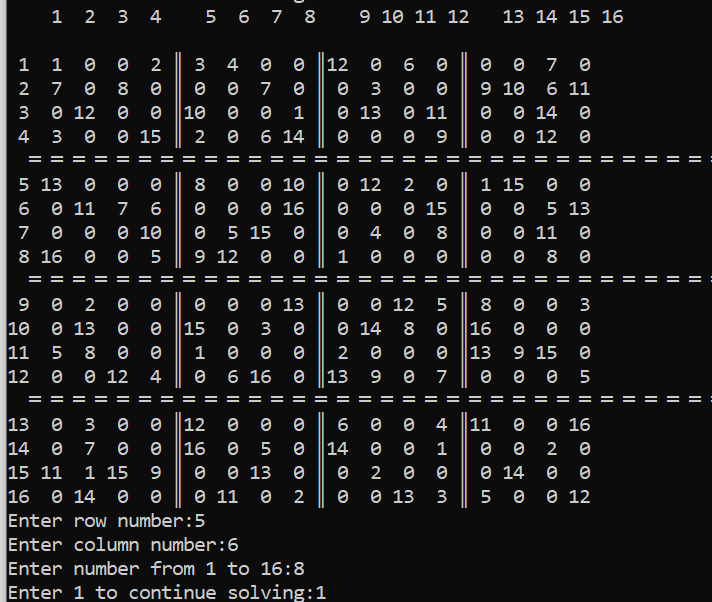 1 2 3 4 5 6 7 8 9 10 11 12 13 14 15 16
1 1 0 0 2 ║ 3 4 0 0 ║12 0 6 0 ║ 0 0 7 0
2 7 0 8 0 ║ 0 0 7 0 ║ 0 3 0 0 ║ 9 10 6 11
3 0 12 0 0 ║10 0 0 1 ║ 0 13 0 11 ║ 0 0 14 0
4 3 0 0 15 ║ 2 0 6 14 ║ 0 0 0 9 ║ 0 0 12 0
= = = = = = = = = = = = = = = = = = = = = = = = = = = = = = = = = = = = = =
5 13 0 0 0 ║ 8 0 0 10 ║ 0 12 2 0 ║ 1 15 0 0
6 0 11 7 6 ║ 0 0 0 16 ║ 0 0 0 15 ║ 0 0 5 13
7 0 0 0 10 ║ 0 5 15 0 ║ 0 4 0 8 ║ 0 0 11 0
8 16 0 0 5 ║ 9 12 0 0 ║ 1 0 0 0 ║ 0 0 8 0
= = = = = = = = = = = = = = = = = = = = = = = = = = = = = = = = = = = = = =
9 0 2 0 0 ║ 0 0 0 13 ║ 0 0 12 5 ║ 8 0 0 3
10 0 13 0 0 ║15 0 3 0 ║ 0 14 8 0 ║16 0 0 0
11 5 8 0 0 ║ 1 0 0 0 ║ 2 0 0 0 ║13 9 15 0
12 0 0 12 4 ║ 0 6 16 0 ║13 9 0 7 ║ 0 0 0 5
= = = = = = = = = = = = = = = = = = = = = = = = = = = = = = = = = = = = = =
13 0 3 0 0 ║12 0 0 0 ║ 6 0 0 4 ║11 0 0 16
14 0 7 0 0 ║16 0 5 0 ║14 0 0 1 ║ 0 0 2 0
15 11 1 15 9 ║ 0 0 13 0 ║ 0 2 0 0 ║ 0 14 0 0
16 0 14 0 0 ║ 0 11 0 2 ║ 0 0 13 3 ║ 5 0 0 12
Enter row number:5
Enter column number:6
Enter number from 1 to 16:8
Enter 1 to continue solving:1